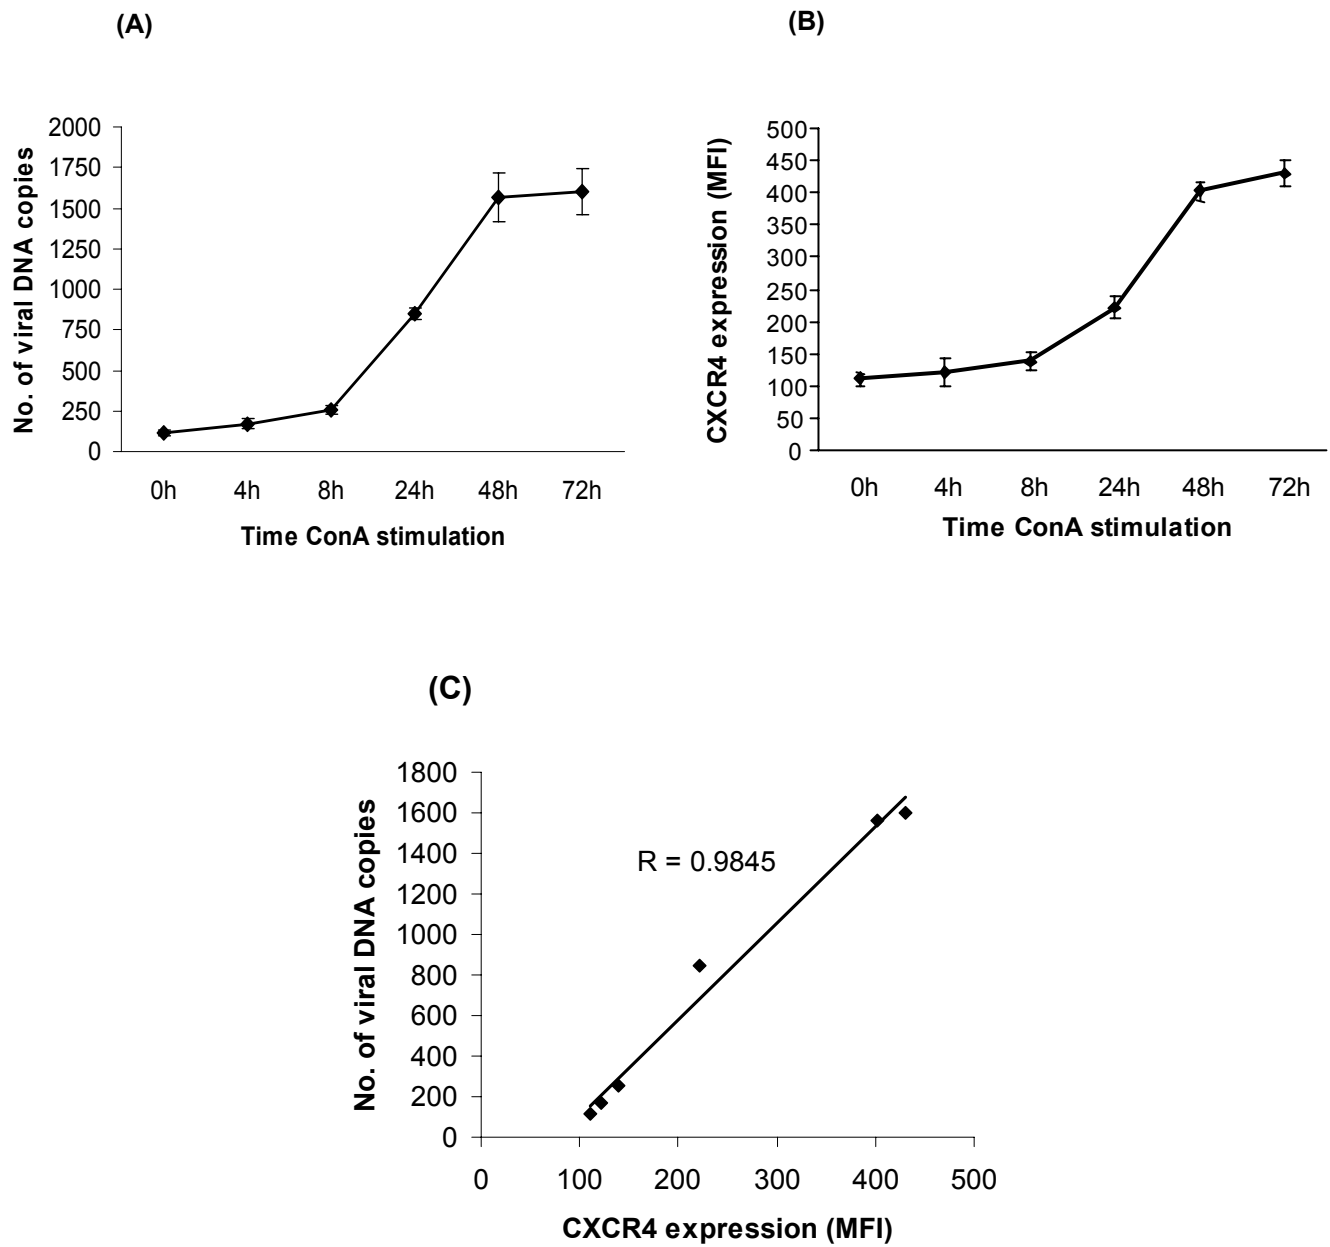 (A)
No. of viral DNA copies
2000
1750
1500
1250
1000
750
500
250
0
0h 4h 8h 24h 48h 72h
Time ConA stimulation
(B)
CXCR4 expression (MFI)
500
450
400
350
300
250
200
150
100
50
0
0h 4h 8h 24h 48h 72h
Time ConA stimulation
(C)
No. of viral DNA copies
1800
1600
1400
1200
1000
800
600
400
200
0
R = 0.9845
0 100 200 300 400 500
CXCR4 expression (MFI)